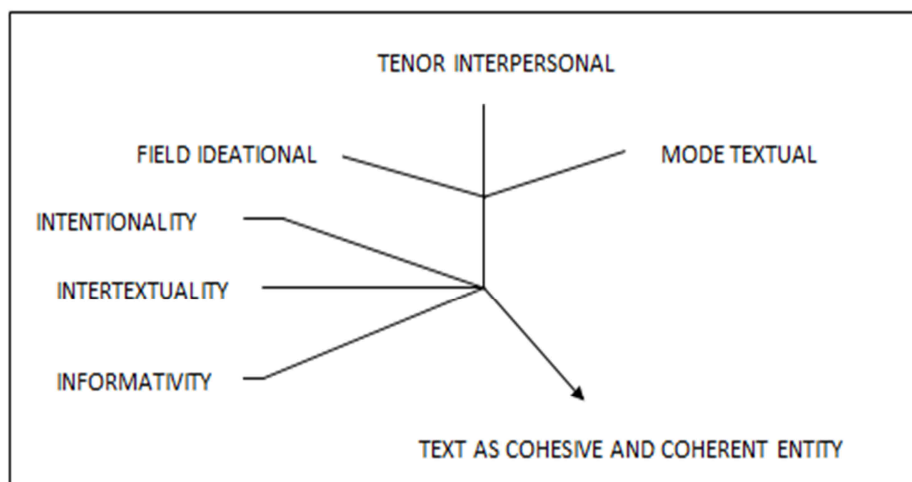 TENOR INTERPERSONAL
FIELD IDEATIONAL
MODE TEXTUAL
INTENTIONALITY
INTERTEXTUALITY
INFORMATIVITY
TEXT AS COHESIVE AND COHERENT ENTITY